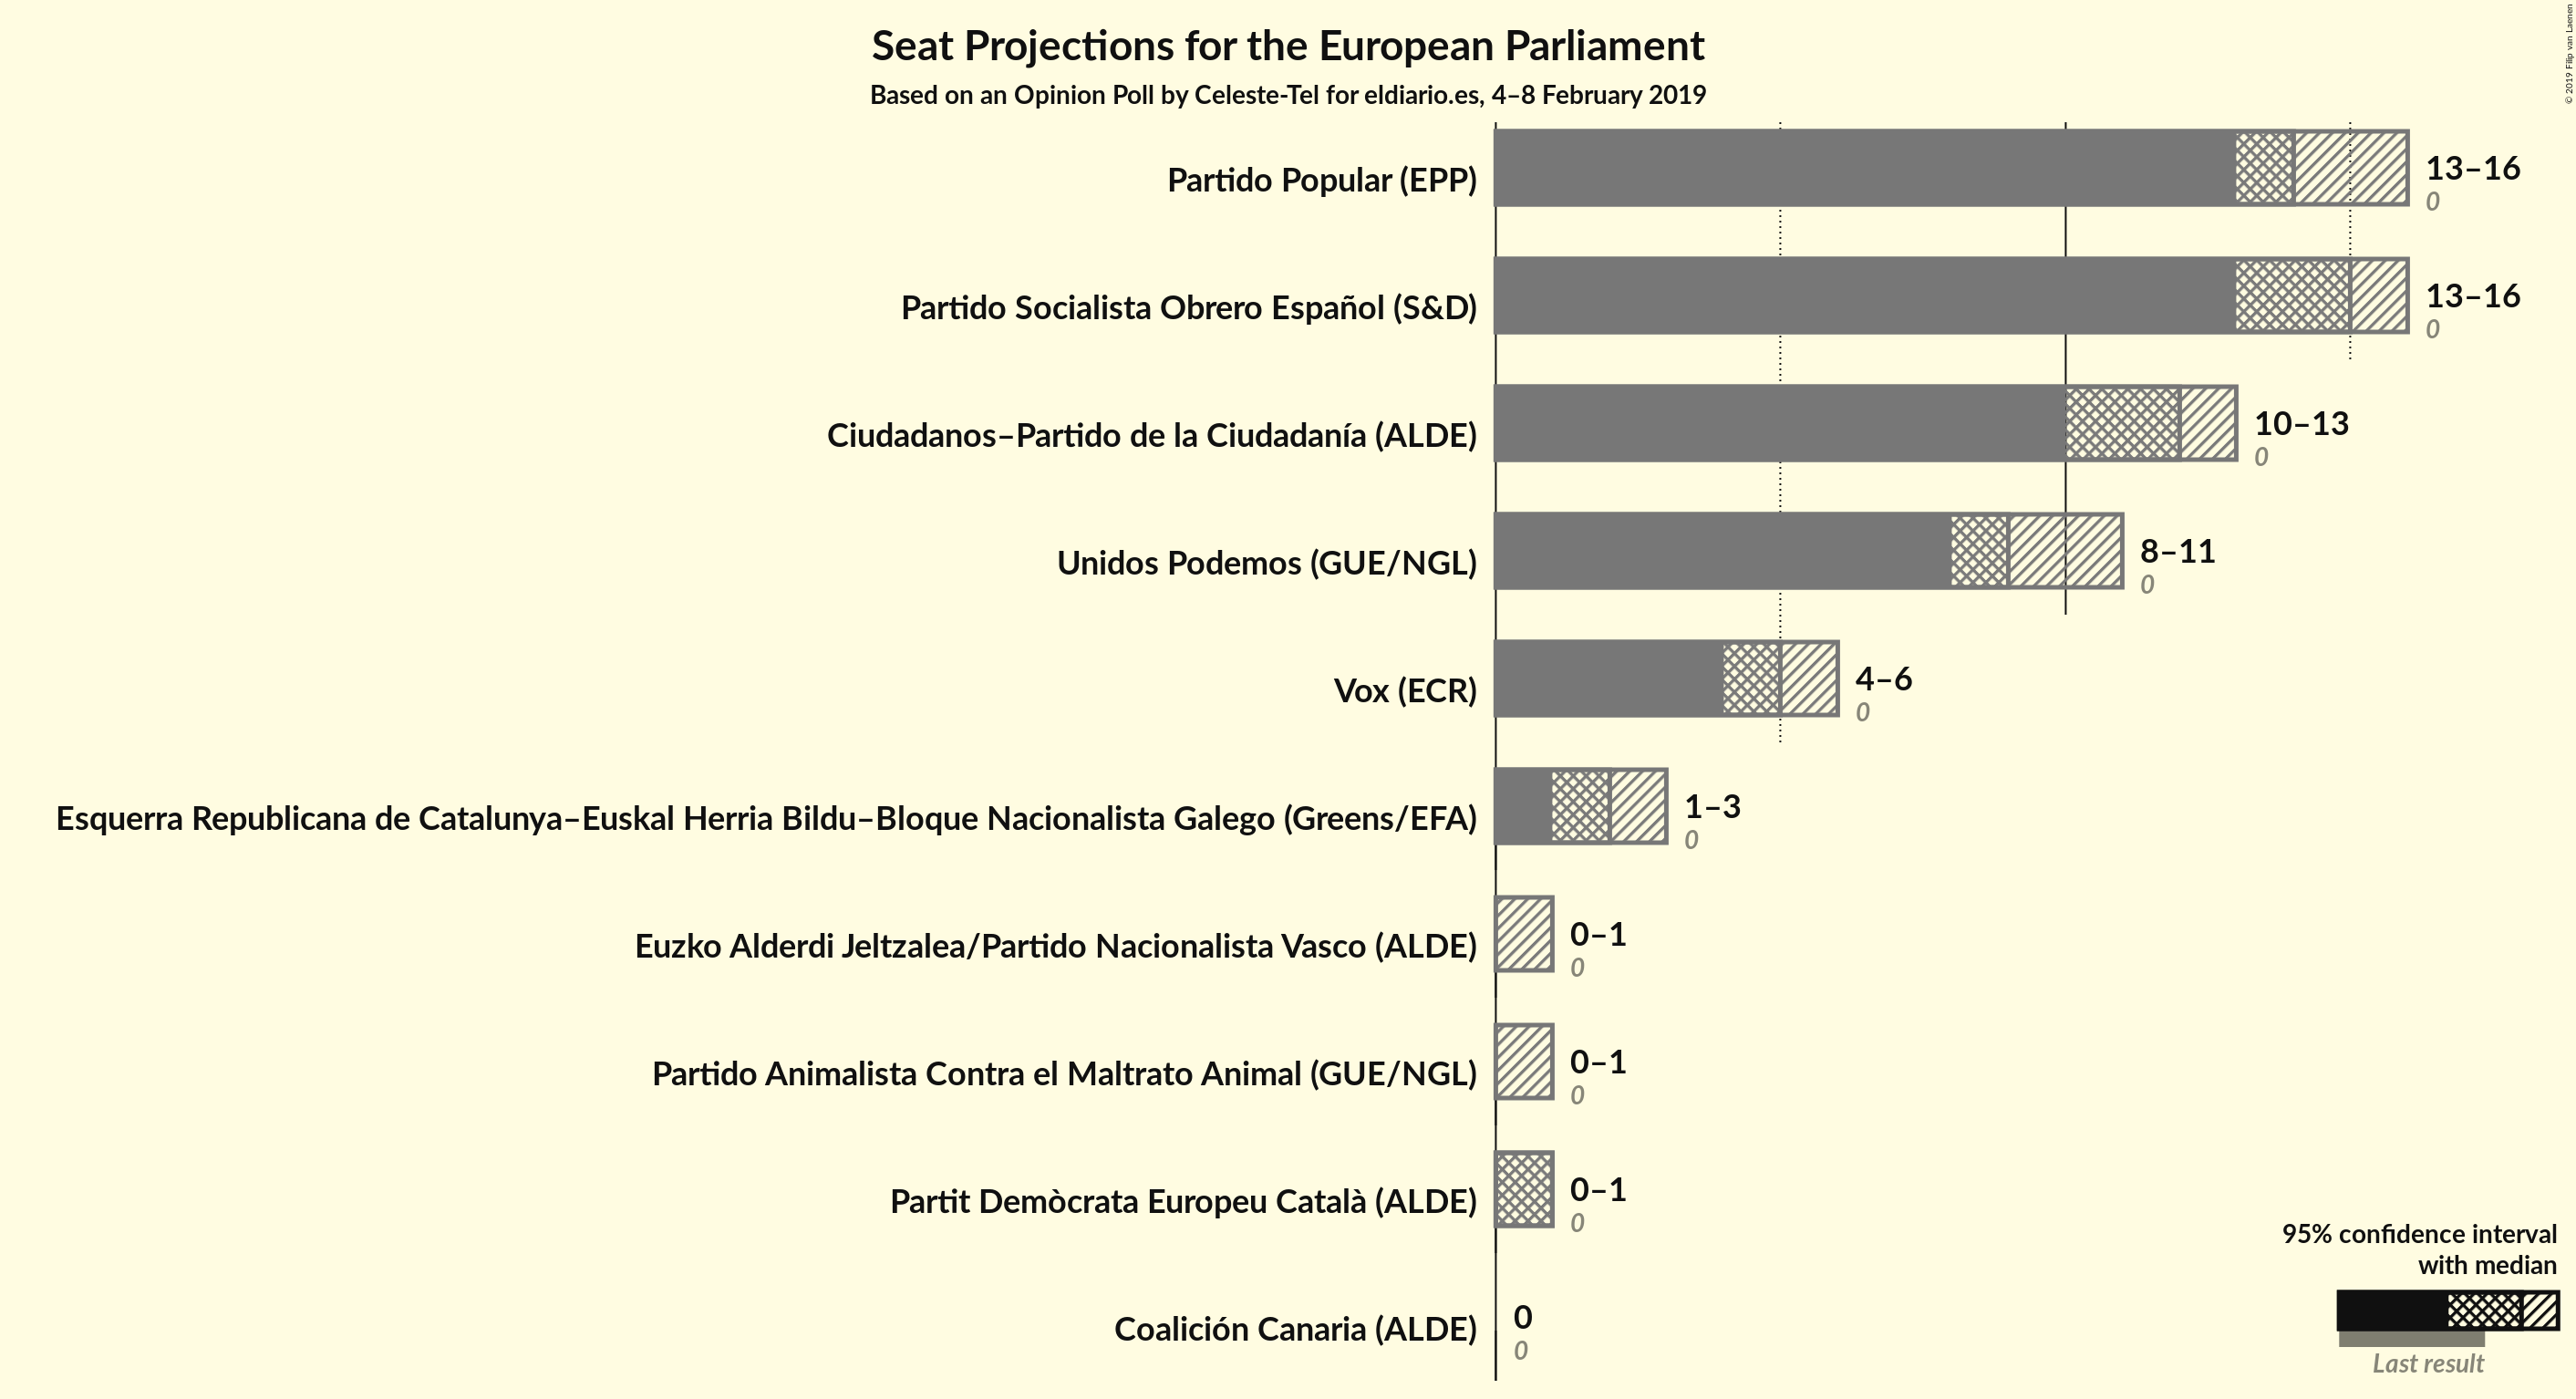 Seat Projections for the European Parliament
Based on an Opinion Poll by Celeste-Tel for eldiario.es, 4–8 February 2019
© 2019 Filip van Laenen
Partido Popular (EPP)
13–16
0
Partido Socialista Obrero Español (S&D)
13–16
0
Ciudadanos–Partido de la Ciudadanía (ALDE)
10–13
0
Unidos Podemos (GUE/NGL)
8–11
0
Vox (ECR)
4–6
0
Esquerra Republicana de Catalunya–Euskal Herria Bildu–Bloque Nacionalista Galego (Greens/EFA)
1–3
0
Euzko Alderdi Jeltzalea/Partido Nacionalista Vasco (ALDE)
0–1
0
Partido Animalista Contra el Maltrato Animal (GUE/NGL)
0–1
0
Partit Demòcrata Europeu Català (ALDE)
0–1
0
Coalición Canaria (ALDE)
0
0
95% confidence interval
with median
Last result